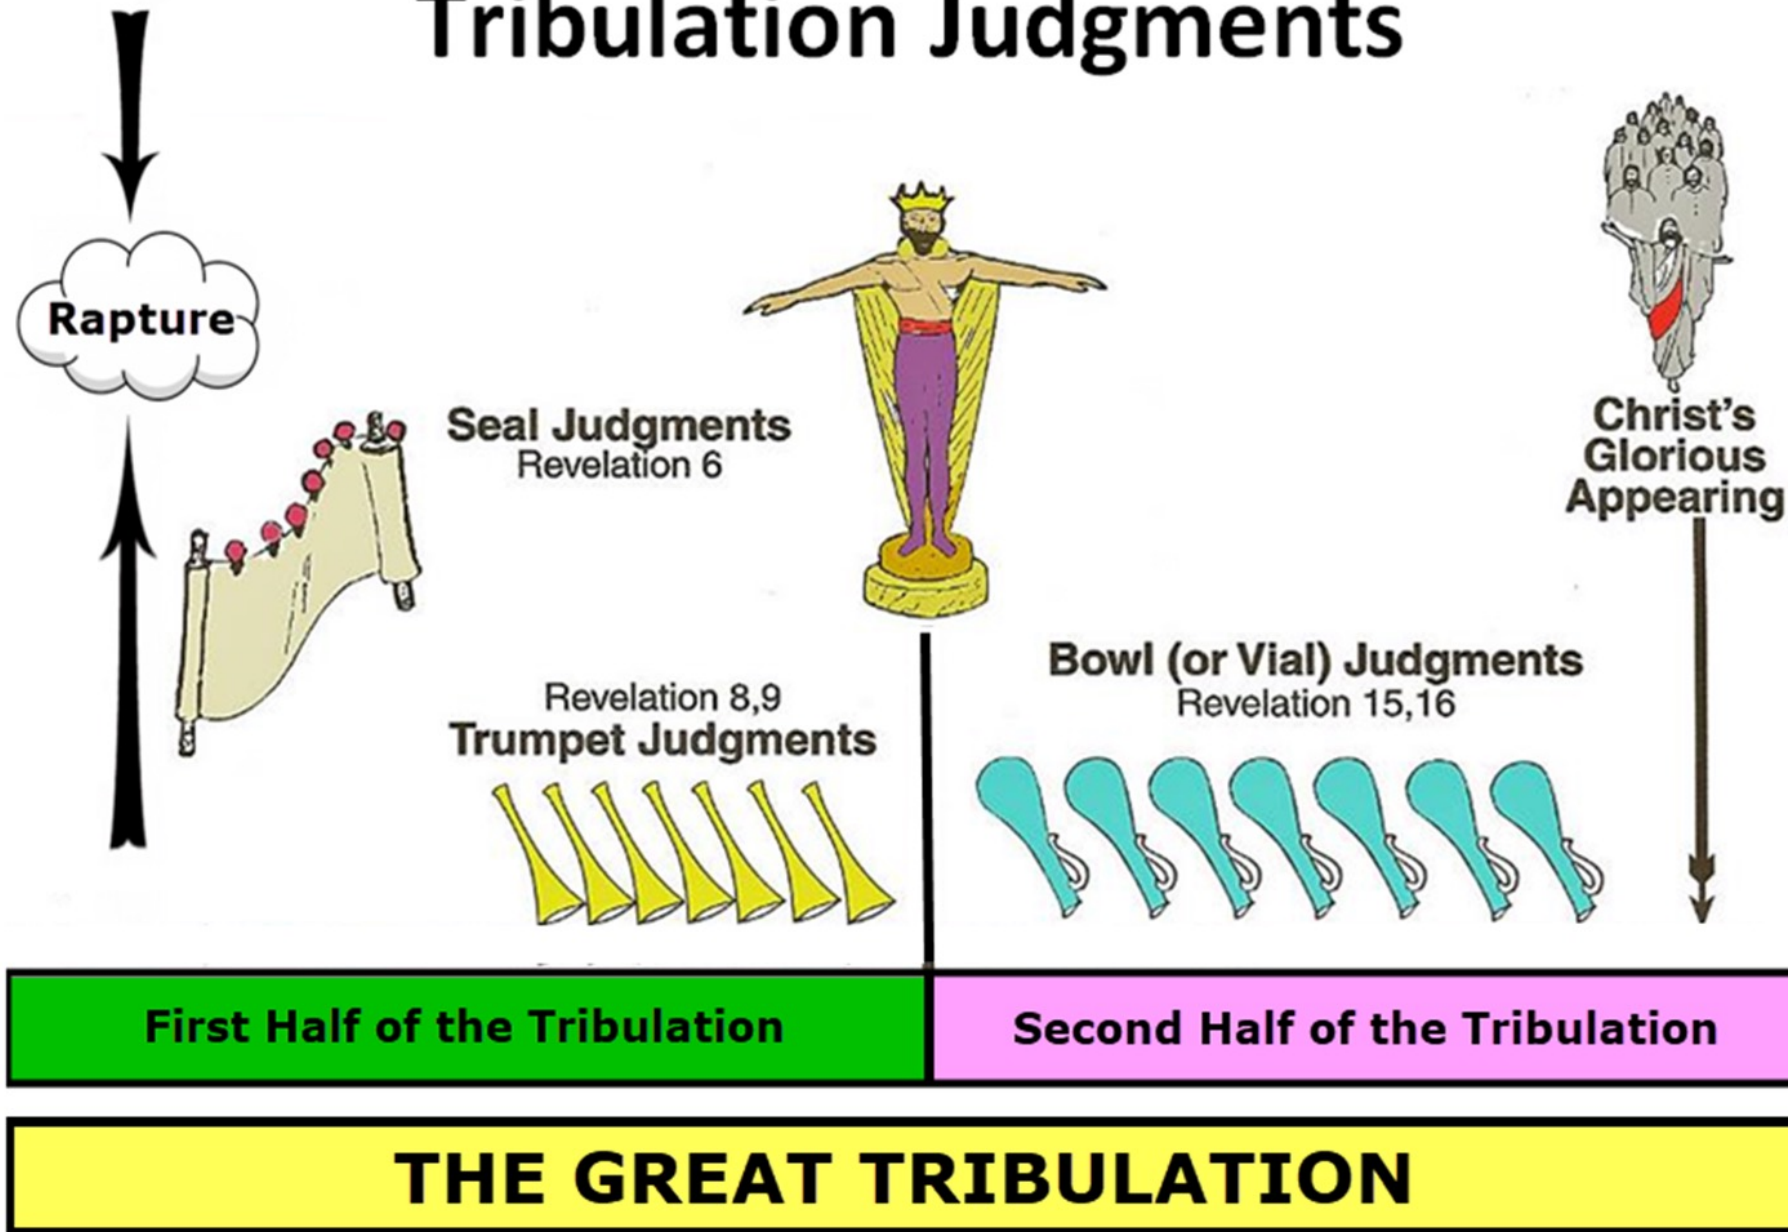 Tribulation Judgments
Rapture
Seal Judgments
Revelation 6
Christ's
Glorious
Appearing
Revelation 8,9
Trumpet Judgments
Bowl (or Vial) Judgments
Revelation 15,16
First Half of the Tribulation
Second Half of the Tribulation
THE GREAT TRIBULATION